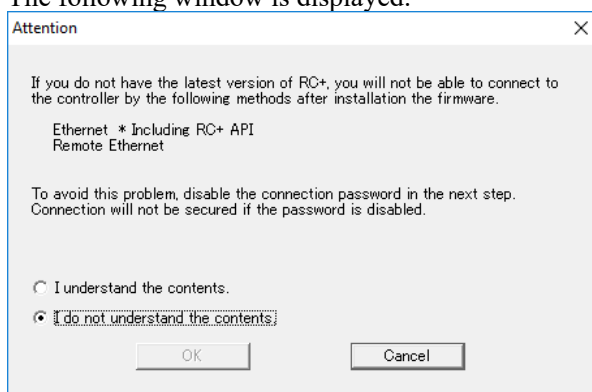 The following window is displayed.
Attention
If you do not have the latest version of RC+, you will not be able to connect to
the controller by the following methods after installation the firmware.
Ethernet * Including RC+ API
Remote Ethernet
To avoid this problem, disable the connection password in the next step.
Connection will not be secured if the password is disabled.
I understand the contents.
I do not understand the contents.
OK
Cancel